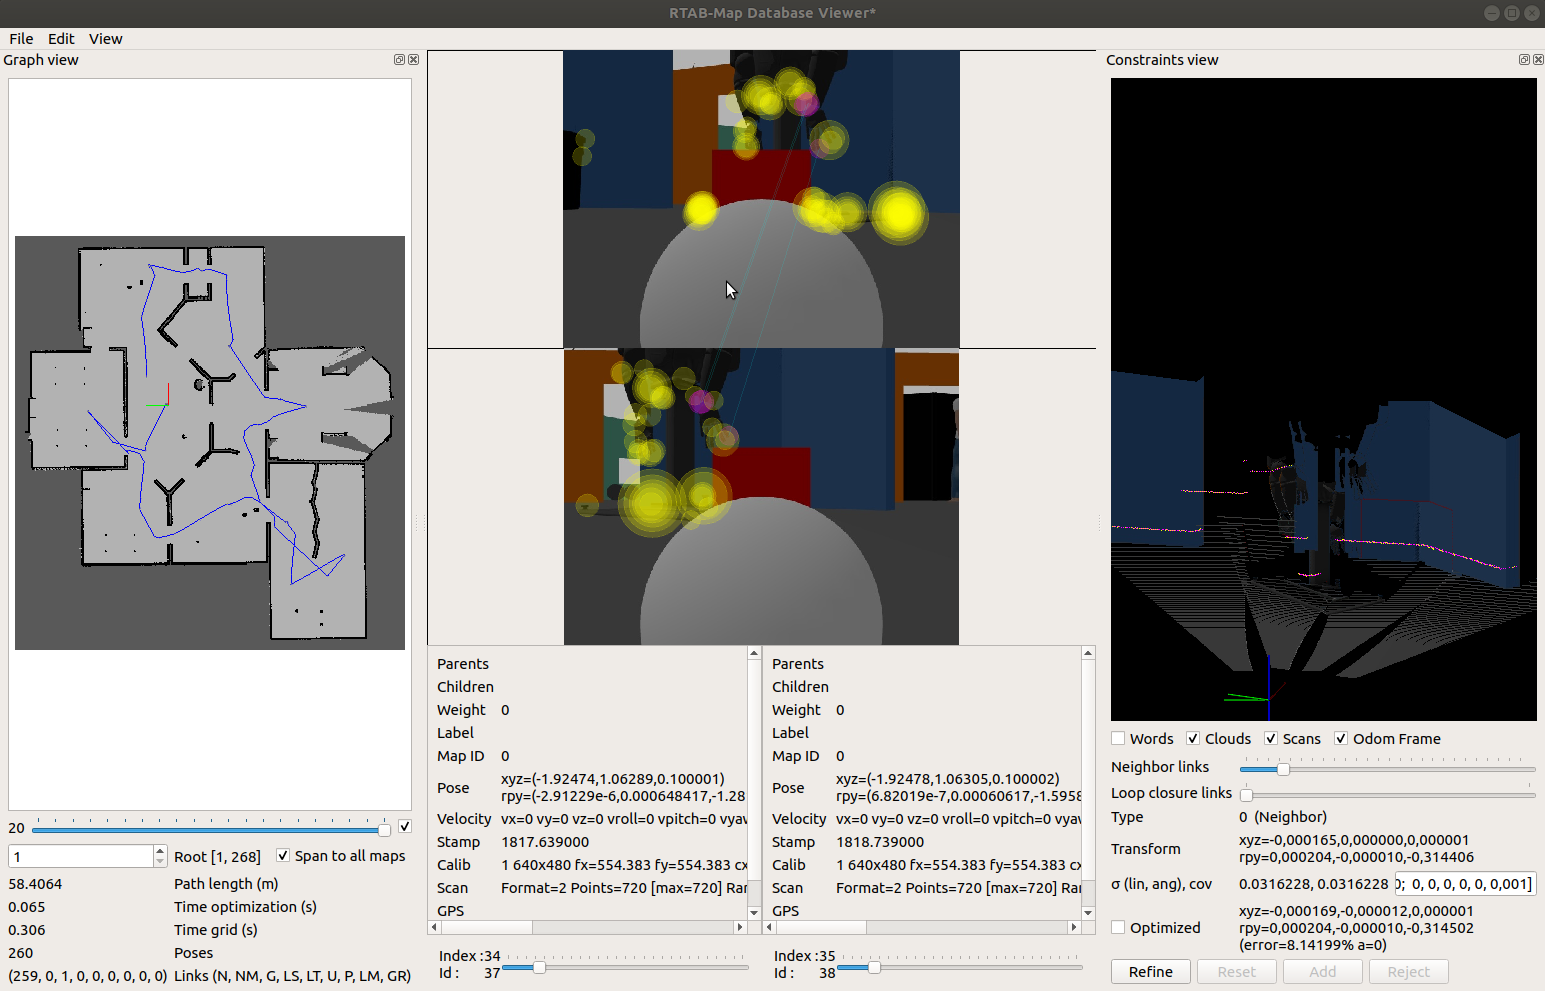 RTAB-Map Database Viewer*
File Edit View
Graph view
Constraints view
Parents
Children
Weight 0
Label
Map ID 0
Pose xyz=(-1.92474,1.06289,0.100001)
rpy=(-2.91229e-6,0.000648417,-1.28
Velocity vx=0 vy=0 vz=0 vroll=0 vpitch=0 vyaw
Stamp 1817.639000
Calib 1 640x480 fx=554.383 fy=554.383 cx
Scan Format=2 Points=720 [max=720] Ran
GPS
Parents
Children
Weight 0
Label
Map ID 0
Pose xyz=(-1.92478,1.06305,0.100002)
rpy=(6.82019e-7,0.00060617,-1.5958
Velocity vx=0 vy=0 vz=0 vroll=0 vpitch=0 vyaw
Stamp 1818.739000
Calib 1 640x480 fx=554.383 fy=554.383 cx
Scan Format=2 Points=720 [max=720] Ran
GPS
Index :34
Id : 37
Index :35
Id : 38
20
1 Root [1, 268] Span to all maps
58.4064 Path length (m)
0.065 Time optimization (s)
0.306 Time grid (s)
260 Poses
(259, 0, 1, 0, 0, 0, 0, 0, 0) Links (N, NM, G, LS, LT, U, P, LM, GR)
Words Clouds Scans Odom Frame
Neighbor links
Loop closure links
Type 0 (Neighbor)
Transform xyz=-0,000165,0,000000,0,000001
rpy=0,000204,-0,000010,-0,314406
σ (lin, ang), cov 0.0316228, 0.0316228 0; 0, 0, 0, 0, 0, 0,001]
Optimized xyz=-0,000169,-0,000012,0,000001
rpy=0,000204,-0,000010,-0,314502
(error=8.14199% a=0)
Refine Reset Add Reject